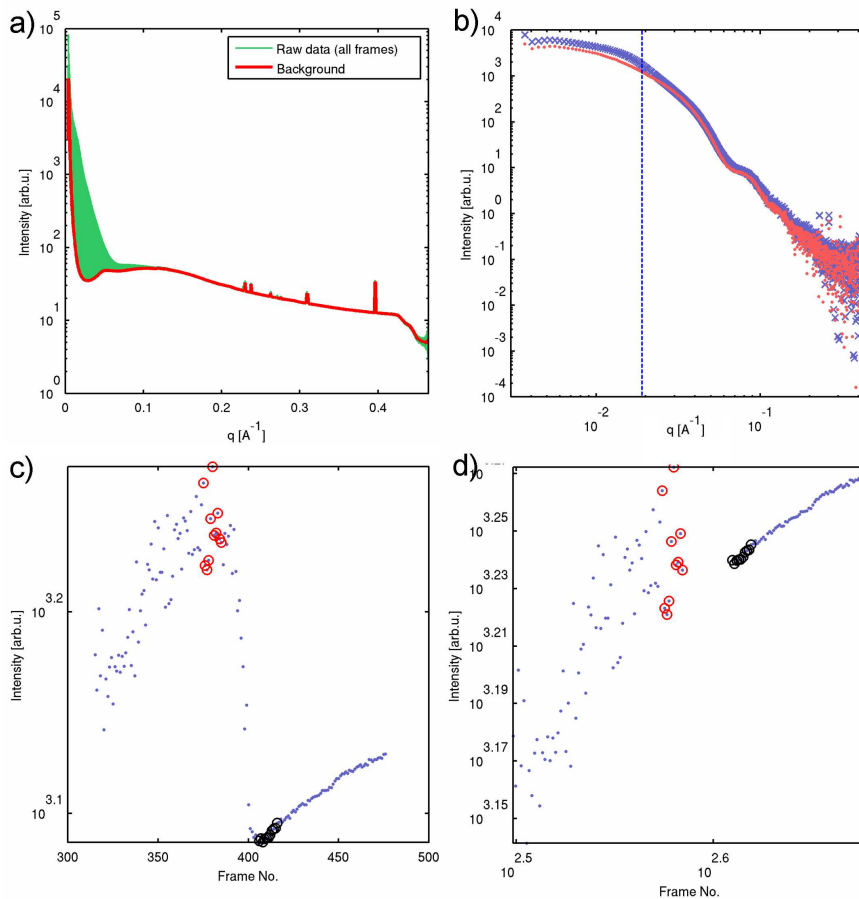 a)
Raw data (all frames)
Background
10^5
10^4
10^3
10^2
10^1
10^0
Intensity [arb.u.]
0
0.1
0.2
0.3
0.4
q [A^-1]
b)
10^4
10^3
10^2
10^1
10^0
10^-1
10^-2
10^-3
10^-4
Intensity [arb.u.]
10^-2
10^-1
q [A^-1]
c)
10^3.2
10^3.1
Intensity [arb.u.]
300
350
400
450
500
Frame No.
d)
10
10^3.25
10^3.23
10^3.21
10^3.19
10^3.17
10^3.15
10
Intensity [arb.u.]
10^2.5
10^2.6
Frame No.